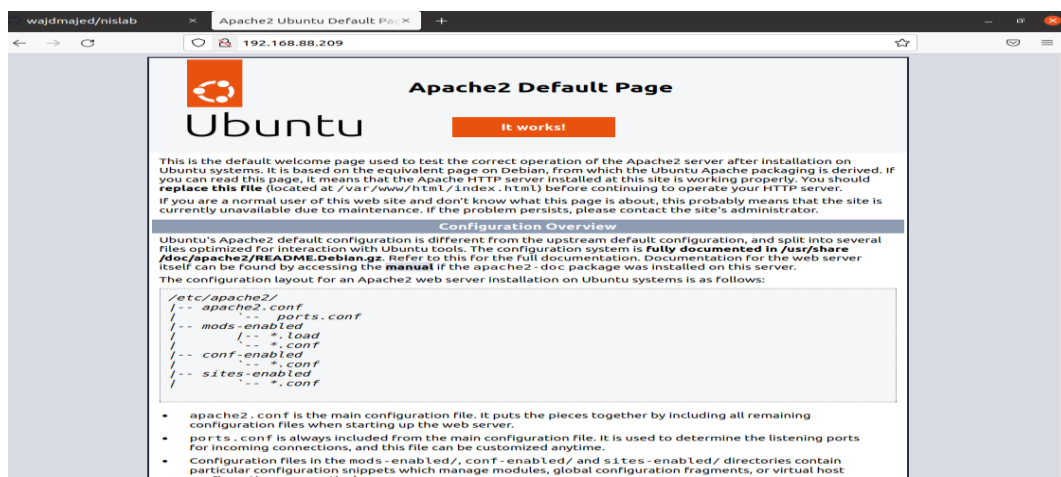 wajdmajed/nislab
Apache2 Ubuntu Default Pa
192.168.88.209
Apache2 Default Page
Ubuntu
It works!
This is the default welcome page used to test the correct operation of the Apache2 server after installation on
Ubuntu systems. It is based on the equivalent page on Debian, from which the Ubuntu Apache packaging is derived. If
you can read this page, it means that the Apache HTTP server installed at this site is working properly. You should
replace this file (located at /var/www/html/index.html) before continuing to operate your HTTP server.
If you are a normal user of this web site and don't know what this page is about, this probably means that the site is
currently unavailable due to maintenance. If the problem persists, please contact the site's administrator.
Configuration Overview
Ubuntu's Apache2 default configuration is different from the upstream default configuration, and split into several
files optimized for interaction with Ubuntu tools. The configuration system is fully documented in /usr/share
/doc/apache2/README.Debian.gz. Refer to this for the full documentation. Documentation for the web server
itself can be found by accessing the manual if the apache2-doc package was installed on this server.
The configuration layout for an Apache2 web server installation on Ubuntu systems is as follows:
/etc/apache2/
|-- apache2.conf
|       `--  ports.conf
|-- mods-enabled
|       |-- *.load
|       `-- *.conf
|-- conf-enabled
|       `-- *.conf
|-- sites-enabled
|       `-- *.conf
• apache2.conf is the main configuration file. It puts the pieces together by including all remaining
configuration files when starting up the web server.
• ports.conf is always included from the main configuration file. It is used to determine the listening ports
for incoming connections, and this file can be customized anytime.
• Configuration files in the mods-enabled/, conf-enabled/ and sites-enabled/ directories contain
particular configuration snippets which manage modules, global configuration fragments, or virtual host